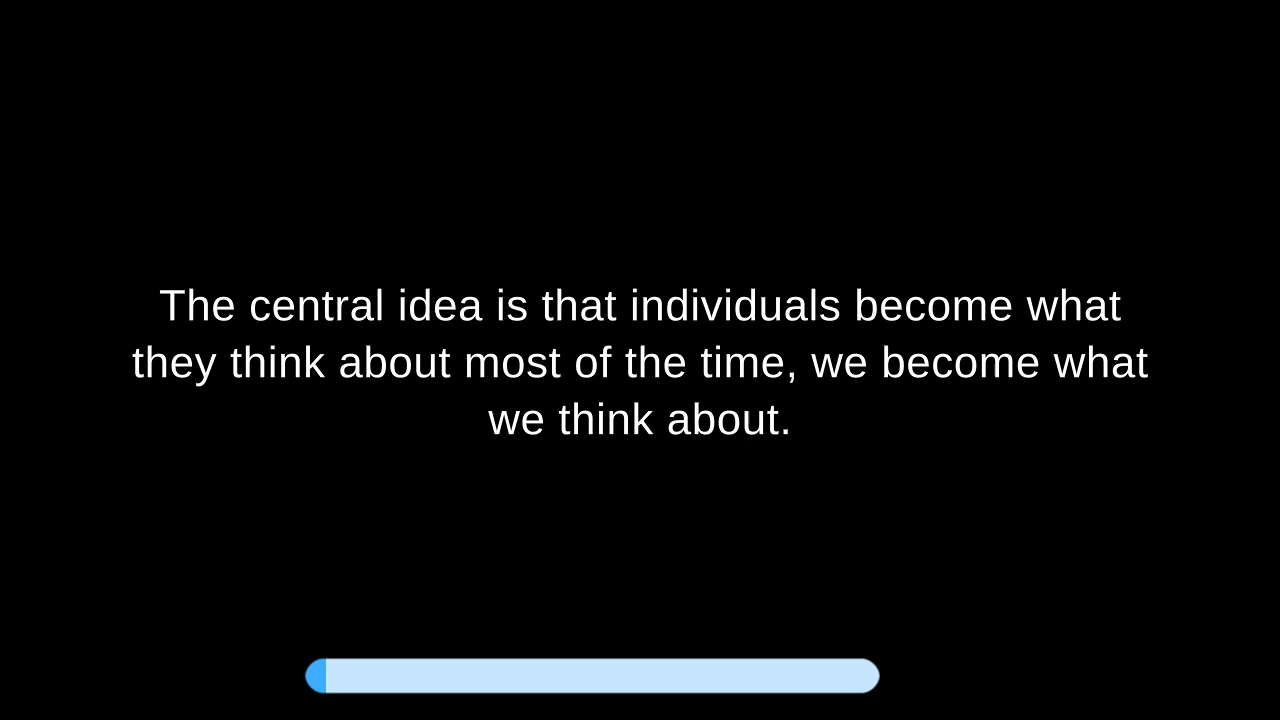 The central idea is that individuals become what
they think about most of the time, we become what
we think about.